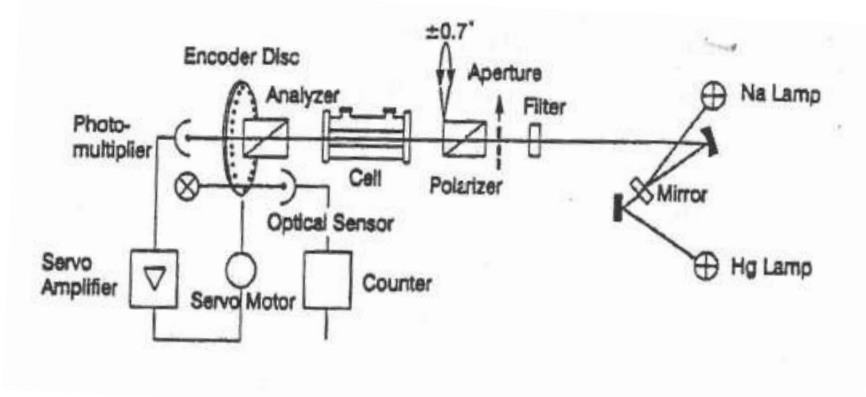 ±0.7°
Encoder Disc
Aperture
Analyzer
Filter
Na Lamp
Photo-
multiplier
Cell
Polarizer
Mirror
Optical Sensor
Servo
Amplifier
Servo Motor
Counter
Hg Lamp